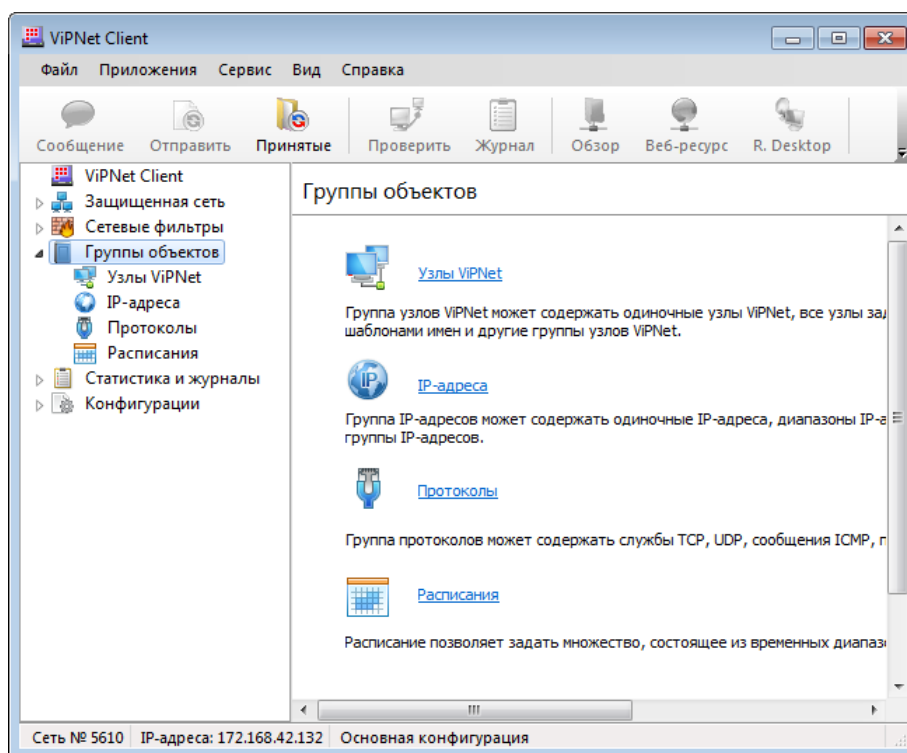 ViPNet Client
Файл Приложения Сервис Вид Справка
Сообщение Отправить Принятые Проверить Журнал Обзор Веб-ресурс R. Desktop
ViPNet Client
Защищенная сеть
Сетевые фильтры
Группы объектов
Узлы ViPNet
IP-адреса
Протоколы
Расписания
Статистика и журналы
Конфигурации
Группы объектов
Узлы ViPNet
Группа узлов ViPNet может содержать одиночные узлы ViPNet, все узлы
шаблонами имен и другие группы узлов ViPNet.
IP-адреса
IP
Группа IP-адресов может содержать одиночные IP-адреса, диапазоны
группы IP-адресов.
Протоколы
Группа протоколов может содержать службы TCP, UDP, сообщения ICMP,
Расписания
Расписание позволяет задать множество, состоящее из временных
Сеть № 5610 IP-адреса: 172.168.42.132 Основная конфигурация